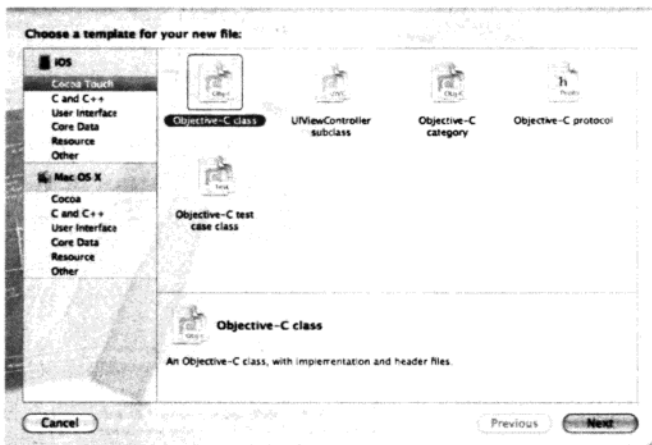 Choose a template for your new file:
iOS
Cocoa Touch
C and C++
User Interface
Core Data
Resource
Other
Mac OS X
Cocoa
C and C++
User Interface
Core Data
Resource
Other
Objective-C class
UIViewController
subclass
Objective-C
category
Objective-C protocol
Objective-C test
case class
Objective-C class
An Objective-C class, with implementation and header files.
Cancel
Previous
Next